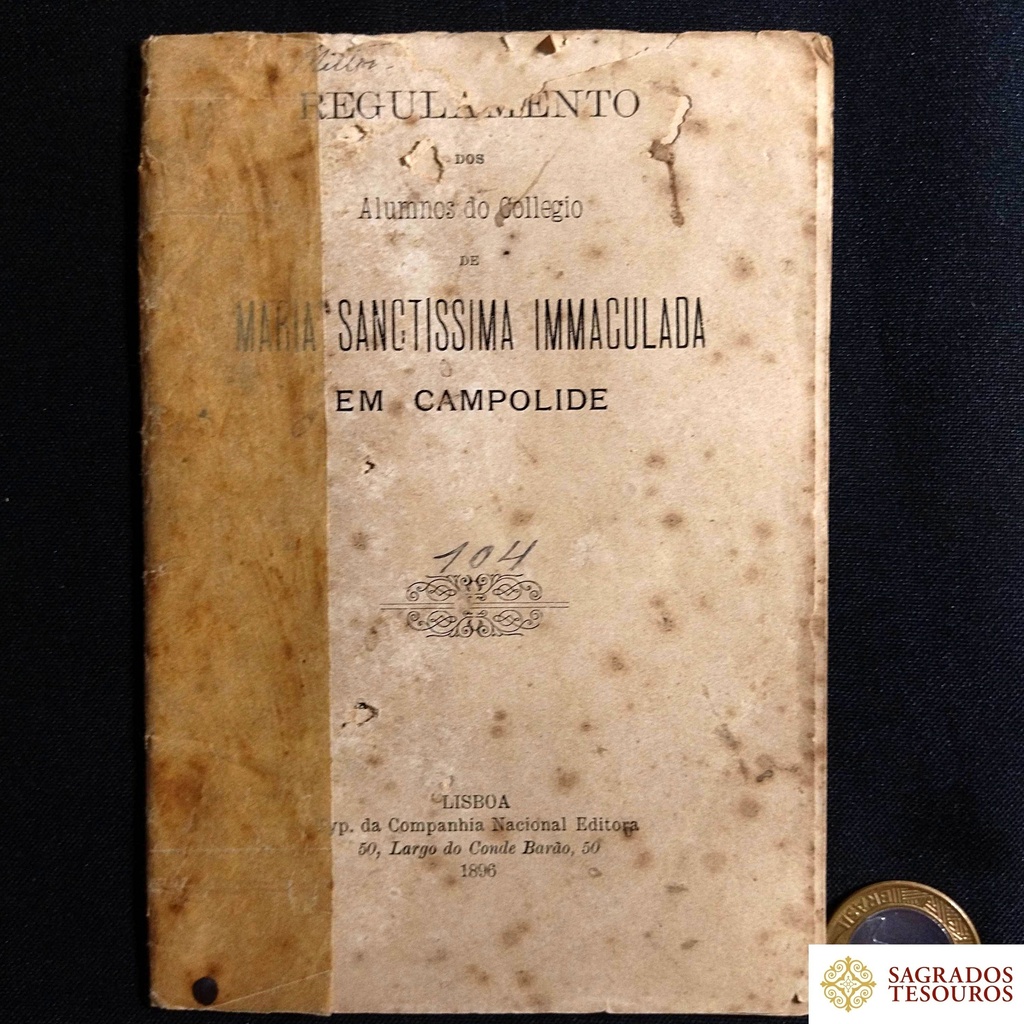 REGULAMENTO
DOS
Alumnos do Collegio
DE
MARIA SANCTISSIMA IMMACULADA
EM CAMPOLIDE
104
LISBOA
Typ. da Companhia Nacional Editora
50, Largo do Conde Barão, 50
1896
BRASIL
SAGRADOS
TESOUROS